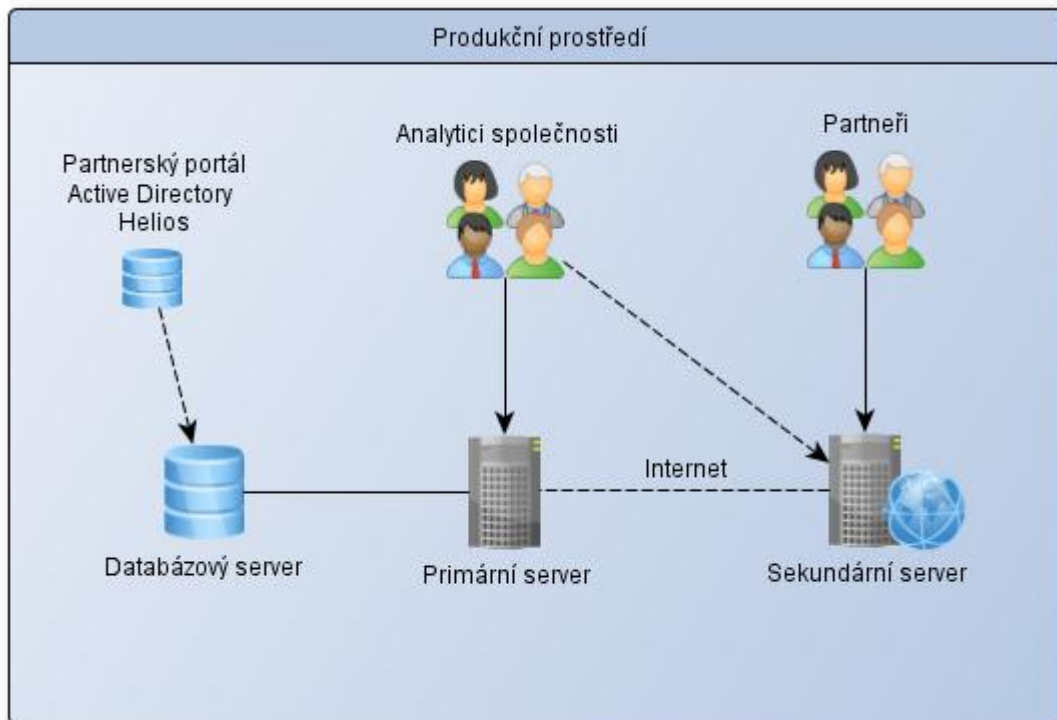 Produkční prostředí
Partnerský portál
Active Directory
Helios
Analytici společnosti
Partneři
Internet
Databázový server
Primární server
Sekundární server